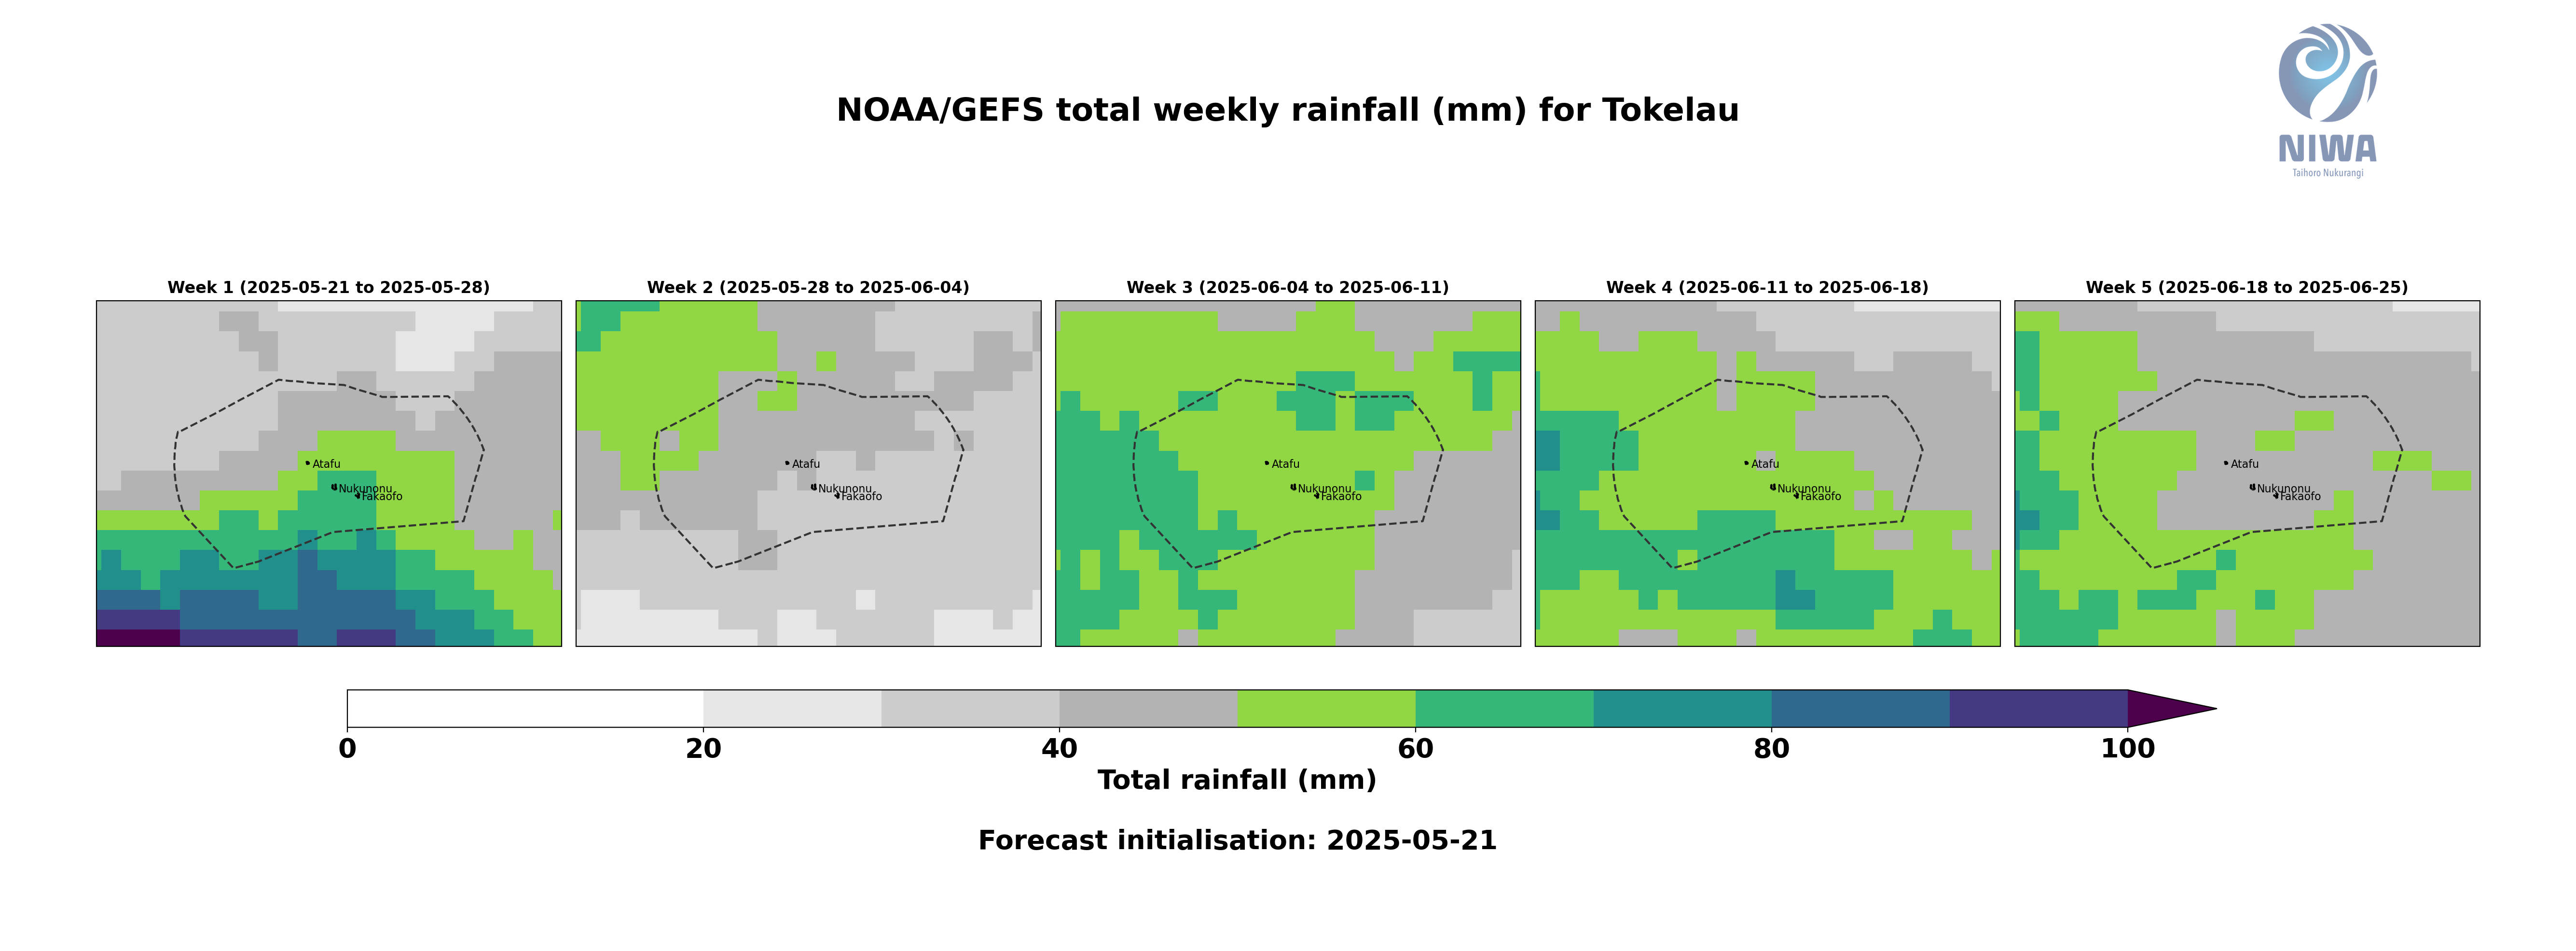 NOAA/GEFS total weekly rainfall (mm) for Tokelau
NIWA
Taihoro Nukurangi
Week 1 (2025-05-21 to 2025-05-28)
Week 2 (2025-05-28 to 2025-06-04)
Week 3 (2025-06-04 to 2025-06-11)
Week 4 (2025-06-11 to 2025-06-18)
Week 5 (2025-06-18 to 2025-06-25)
Atafu
Nukunonu
Fakaofo
Atafu
Nukunonu
Fakaofo
Atafu
Nukunonu
Fakaofo
Atafu
Nukunonu
Fakaofo
Atafu
Nukunonu
Fakaofo
0 20 40 60 80 100
Total rainfall (mm)
Forecast initialisation: 2025-05-21